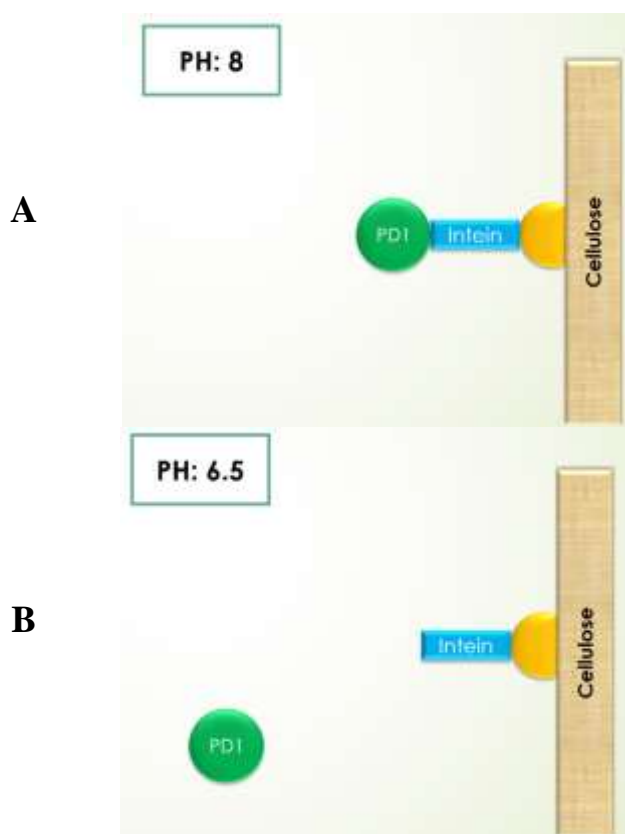 PH: 8
A
PD1
Intein
Cellulose
PH: 6.5
B
Intein
Cellulose
PD1